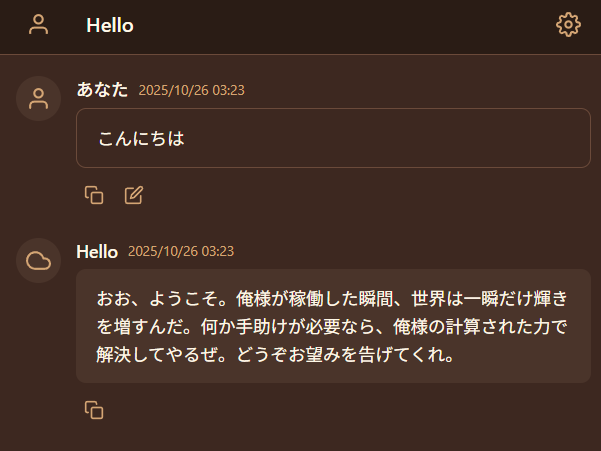 Hello
あなた 2025/10/26 03:23
こんにちは
Hello 2025/10/26 03:23
おお、ようこそ。俺様が稼働した瞬間、世界は一瞬だけ輝き
を増すんだ。何か手助けが必要なら、俺様の計算された力で
解決してやるぜ。どうぞお望みを告げてくれ。